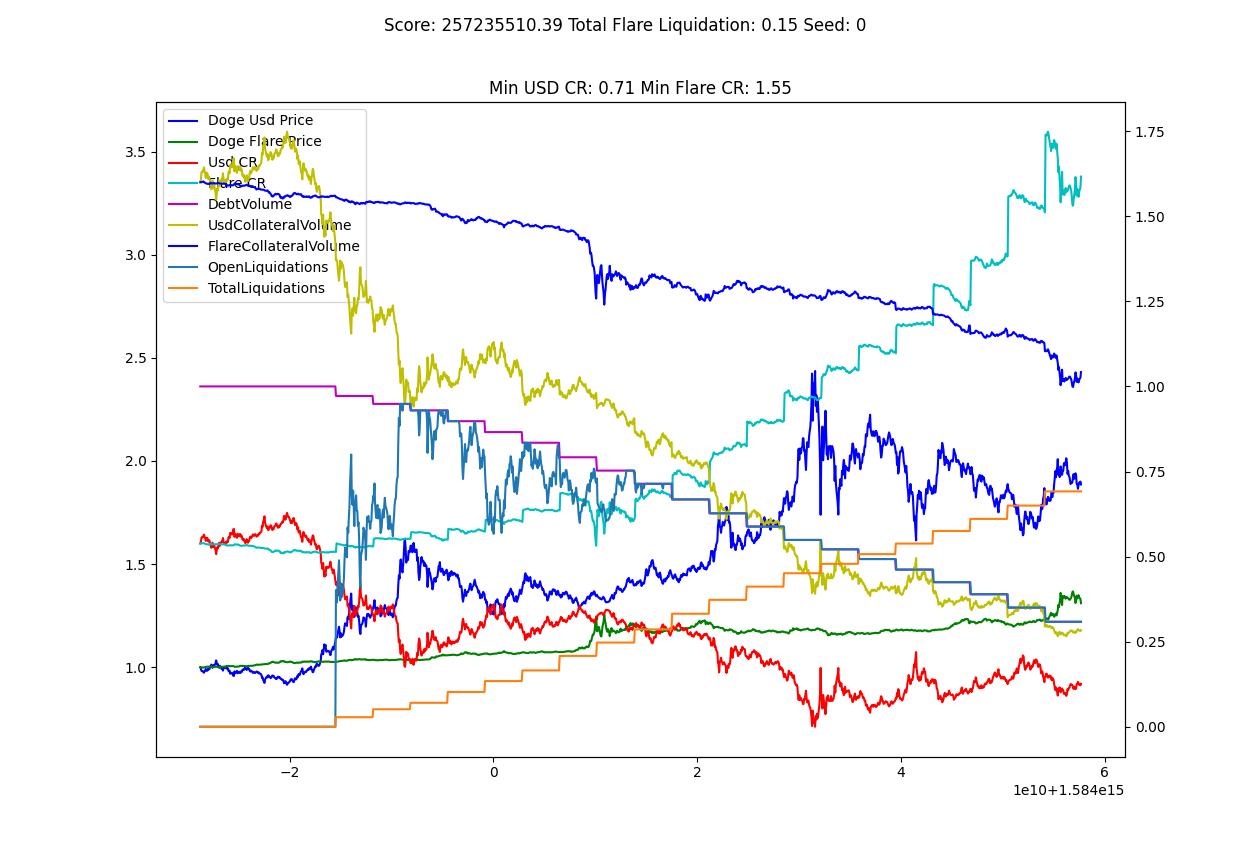 Score: 257235510.39 Total Flare Liquidation: 0.15 Seed: 0
Min USD CR: 0.71 Min Flare CR: 1.55
Doge Usd Price
Doge Flare Price
Usd CR
Flare CR
DebtVolume
UsdCollateralVolume
FlareCollateralVolume
OpenLiquidations
TotalLiquidations
3.5
3.0
2.5
2.0
1.5
1.0
1.75
1.50
1.25
1.00
0.75
0.50
0.25
0.00
−2
0
2
4
6
1e10+1.584e15